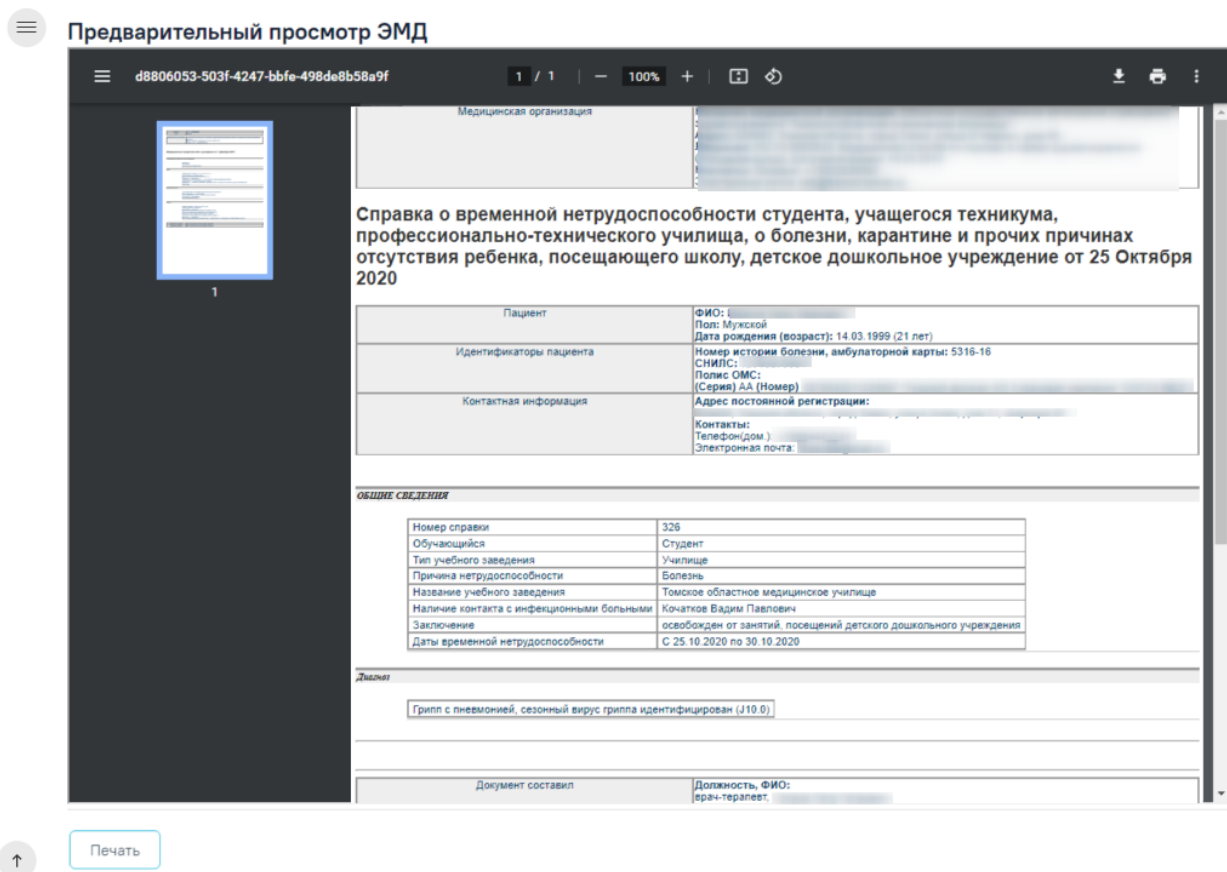 Предварительный просмотр ЭМД
d8806053-503f-4247-bbfe-498de8b58a9f
1 / 1
100%
Медицинская организация
1
Справка о временной нетрудоспособности студента, учащегося техникума,
профессионально-технического училища, о болезни, карантине и прочих причинах
отсутствия ребенка, посещающего школу, детское дошкольное учреждение от 25 Октября
2020
Пациент
ФИО:
Пол: Мужской
Дата рождения (возраст): 14.03.1999 (21 лет)
Идентификаторы пациента
Номер истории болезни, амбулаторной карты: 5316-16
СНИЛС:
Полис ОМС:
(Серия) АА (Номер)
Контактная информация
Адрес постоянной регистрации:
Контакты:
Телефон(дом.)
Электронная почта:
ОБЩИЕ СВЕДЕНИЯ
Номер справки 326
Обучающийся Студент
Тип учебного заведения Училище
Причина нетрудоспособности Болезнь
Название учебного заведения Томское областное медицинское училище
Наличие контакта с инфекционными больными Кочатков Вадим Павлович
Заключение освобожден от занятий, посещений детского дошкольного учреждения
Даты временной нетрудоспособности С 25.10.2020 по 30.10.2020
Диагноз
Грипп с пневмонией, сезонный вирус гриппа идентифицирован (J10.0)
Документ составил
Должность, ФИО:
врач-терапевт,
Печать